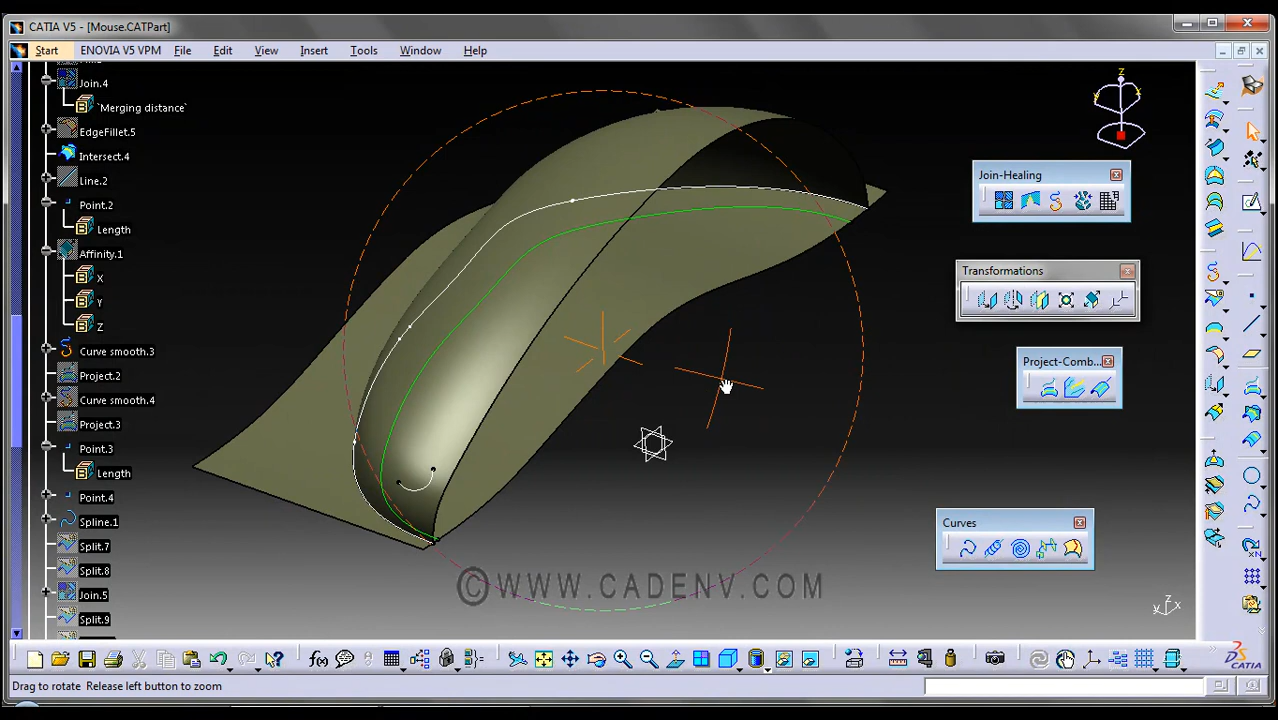 CATIA V5 - [Mouse.CATPart]
Start
ENOVIA V5 VPM
File
Edit
View
Insert
Tools
Window
Help
Join.4
`Merging distance`
EdgeFillet.5
Intersect.4
Line.2
Point.2
Length
Affinity.1
X
Y
Z
Curve smooth.3
Project.2
Curve smooth.4
Project.3
Point.3
Length
Point.4
Spline.1
Split.7
Split.8
Join.5
Split.9
z
Join-Healing
Transformations
Project-Comb...
Curves
©WWW.CADENV.COM
z
y
x
f(x)
CATIA
Drag to rotate Release left button to zoom